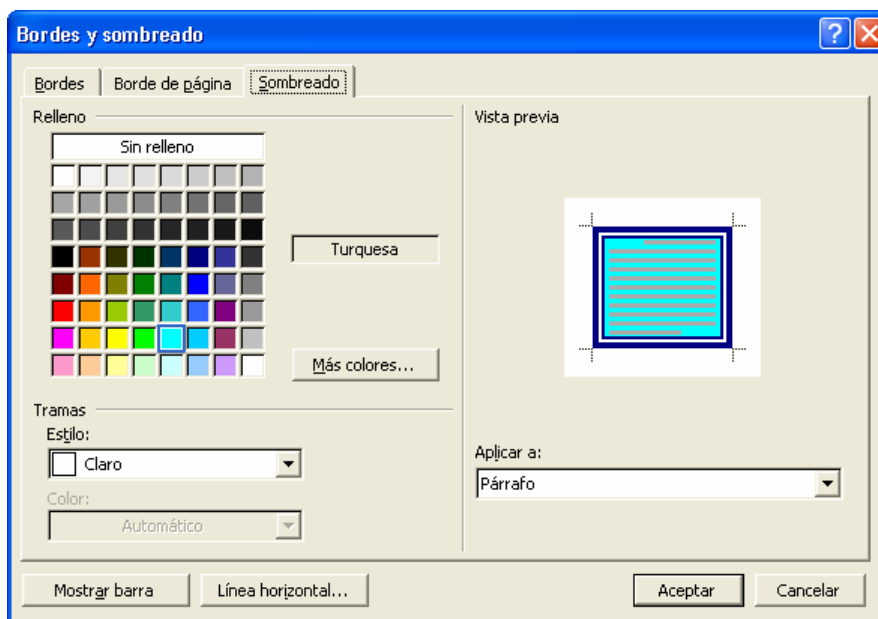 Bordes y sombreado
Bordes
Borde de página
Sombreado
Relleno
Sin relleno
Turquesa
Más colores...
Tramas
Estilo:
Claro
Color:
Automático
Vista previa
Aplicar a:
Párrafo
Mostrar barra
Línea horizontal...
Aceptar
Cancelar